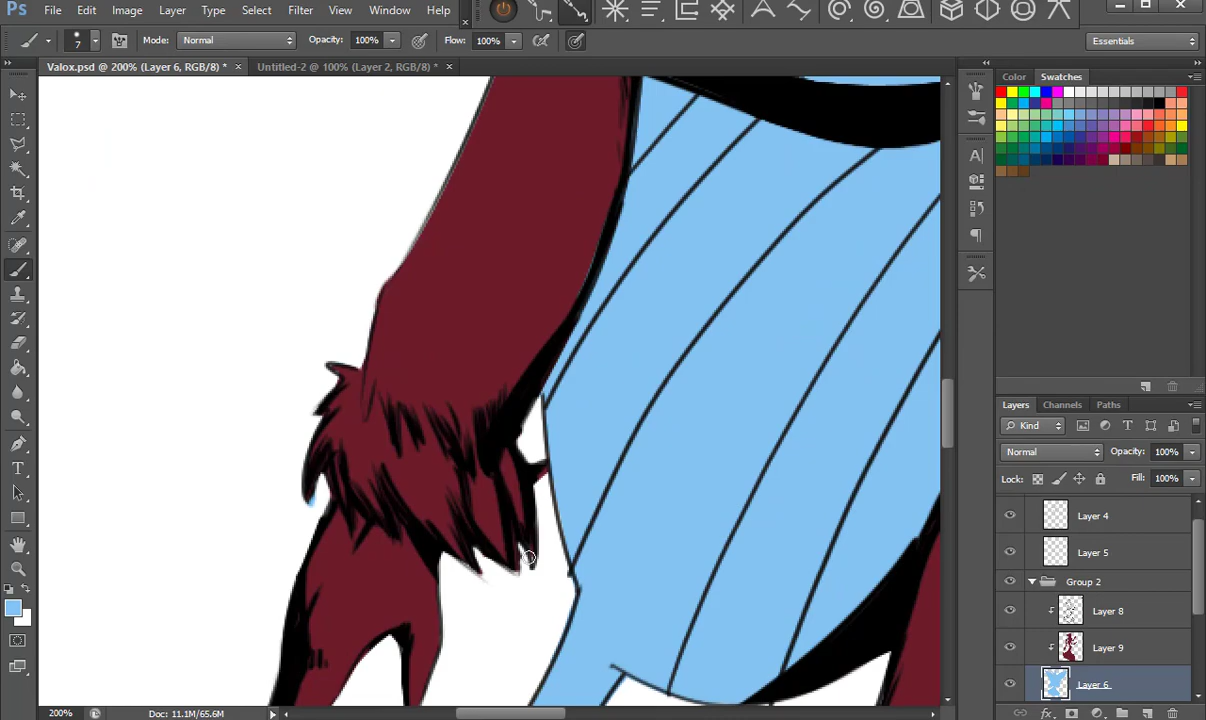 Ps File Edit Image Layer Type Select Filter View Window Help
7 Mode: Normal Opacity: 100% Flow: 100% Essentials
Valox.psd @ 200% (Layer 6, RGB/8) * × Untitled-2 @ 100% (Layer 2, RGB/8) * ×
Color Swatches
Layers Channels Paths
Kind
Normal Opacity: 100%
Lock: Fill: 100%
Layer 4
Layer 5
Group 2
Layer 8
Layer 9
Layer 6
200% Doc: 11.1M/65.6M